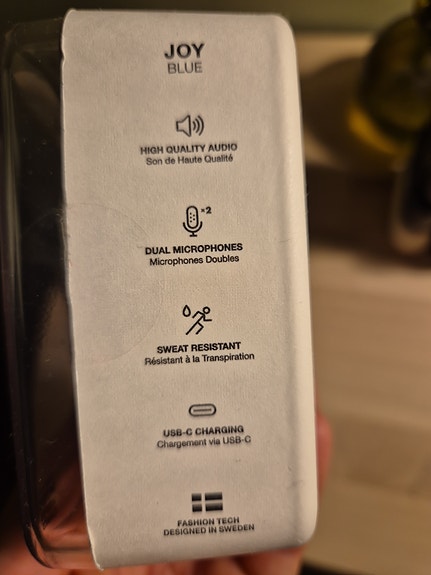 JOY
BLUE
HIGH QUALITY AUDIO
Son de Haute Qualité
×2
DUAL MICROPHONES
Microphones Doubles
SWEAT RESISTANT
Résistant à la Transpiration
USB-C CHARGING
Chargement via USB-C
FASHION TECH
DESIGNED IN SWEDEN